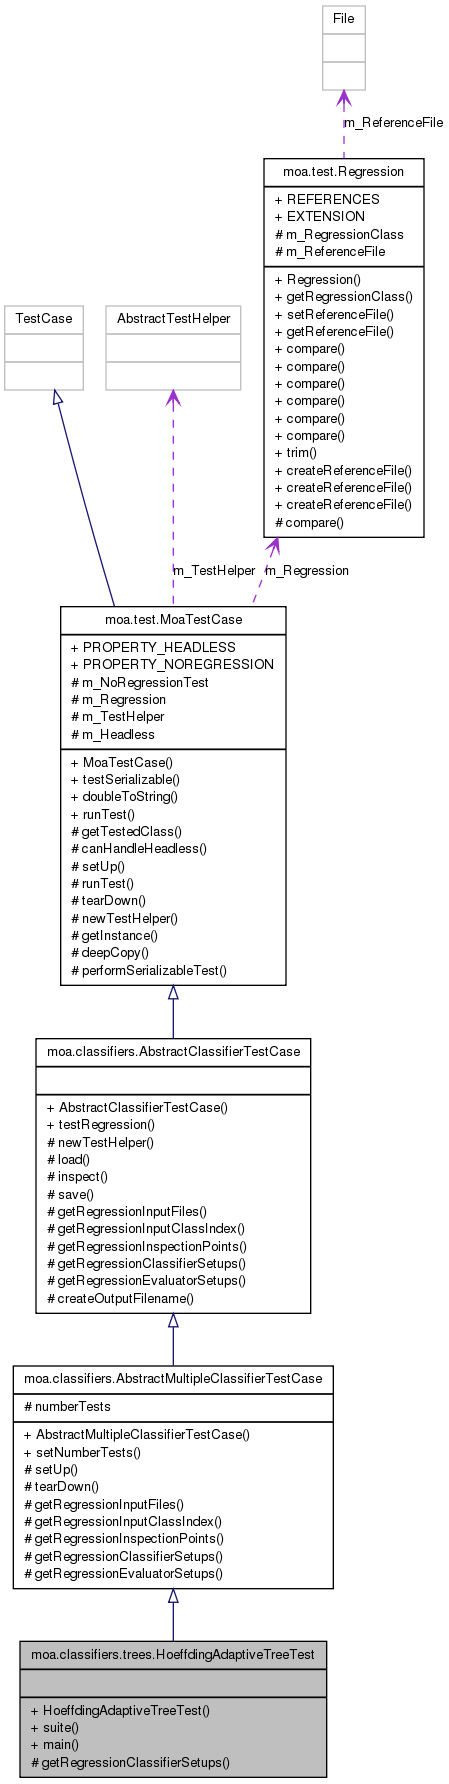 File
m_ReferenceFile
moa.test.Regression
+ REFERENCES
+ EXTENSION
# m_RegressionClass
# m_ReferenceFile
+ Regression()
+ getRegressionClass()
+ setReferenceFile()
+ getReferenceFile()
+ compare()
+ compare()
+ compare()
+ compare()
+ compare()
+ compare()
+ trim()
+ createReferenceFile()
+ createReferenceFile()
+ createReferenceFile()
# compare()
TestCase
AbstractTestHelper
m_TestHelper
m_Regression
moa.test.MoaTestCase
+ PROPERTY_HEADLESS
+ PROPERTY_NOREGRESSION
# m_NoRegressionTest
# m_Regression
# m_TestHelper
# m_Headless
+ MoaTestCase()
+ testSerializable()
+ doubleToString()
+ runTest()
# getTestedClass()
# canHandleHeadless()
# setUp()
# runTest()
# tearDown()
# newTestHelper()
# getInstance()
# deepCopy()
# performSerializableTest()
moa.classifiers.AbstractClassifierTestCase
+ AbstractClassifierTestCase()
+ testRegression()
# newTestHelper()
# load()
# inspect()
# save()
# getRegressionInputFiles()
# getRegressionInputClassIndex()
# getRegressionInspectionPoints()
# getRegressionClassifierSetups()
# getRegressionEvaluatorSetups()
# createOutputFilename()
moa.classifiers.AbstractMultipleClassifierTestCase
# numberTests
+ AbstractMultipleClassifierTestCase()
+ setNumberTests()
# setUp()
# tearDown()
# getRegressionInputFiles()
# getRegressionInputClassIndex()
# getRegressionInspectionPoints()
# getRegressionClassifierSetups()
# getRegressionEvaluatorSetups()
moa.classifiers.trees.HoeffdingAdaptiveTreeTest
+ HoeffdingAdaptiveTreeTest()
+ suite()
+ main()
# getRegressionClassifierSetups()